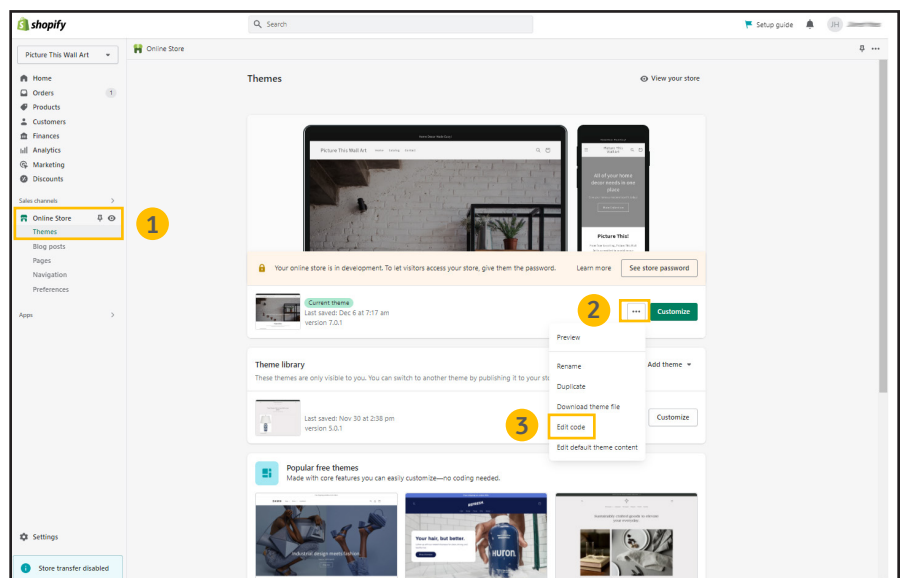 shopify
Search
Setup guide
JH
Picture This Wall Art
Online Store
Home
Orders
1
Products
Customers
Finances
Analytics
Marketing
Discounts
Sales channels
Online Store
Themes
Blog posts
Pages
Navigation
Preferences
Apps
Settings
Store transfer disabled
1
Themes
View your store
Picture This Wall Art
Picture This
Wall Art
All of your home
decor needs in one
place
Picture This!
Your online store is in development. To let visitors access your store, give them the password.
Learn more
See store password
Current theme
Last saved: Dec 6 at 7:17 am
version 7.0.1
2
Customize
Preview
Rename
Duplicate
Download theme file
3
Edit code
Edit default theme content
Theme library
Add theme
These themes are only visible to you. You can switch to another theme by publishing it to your
Last saved: Nov 30 at 2:38 pm
version 5.0.1
Customize
Popular free themes
Made with core features you can easily customize—no coding needed.
Industrial design meets fashion
Your hair, but better.
HURON